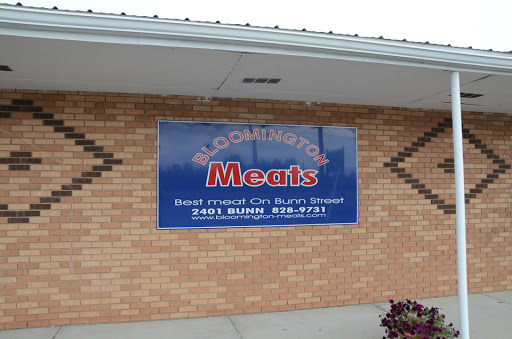 BLOOMINGTON
Meats
Best meat On Bunn Street
2401 BUNN 828-9731
www.bloomington-meats.com